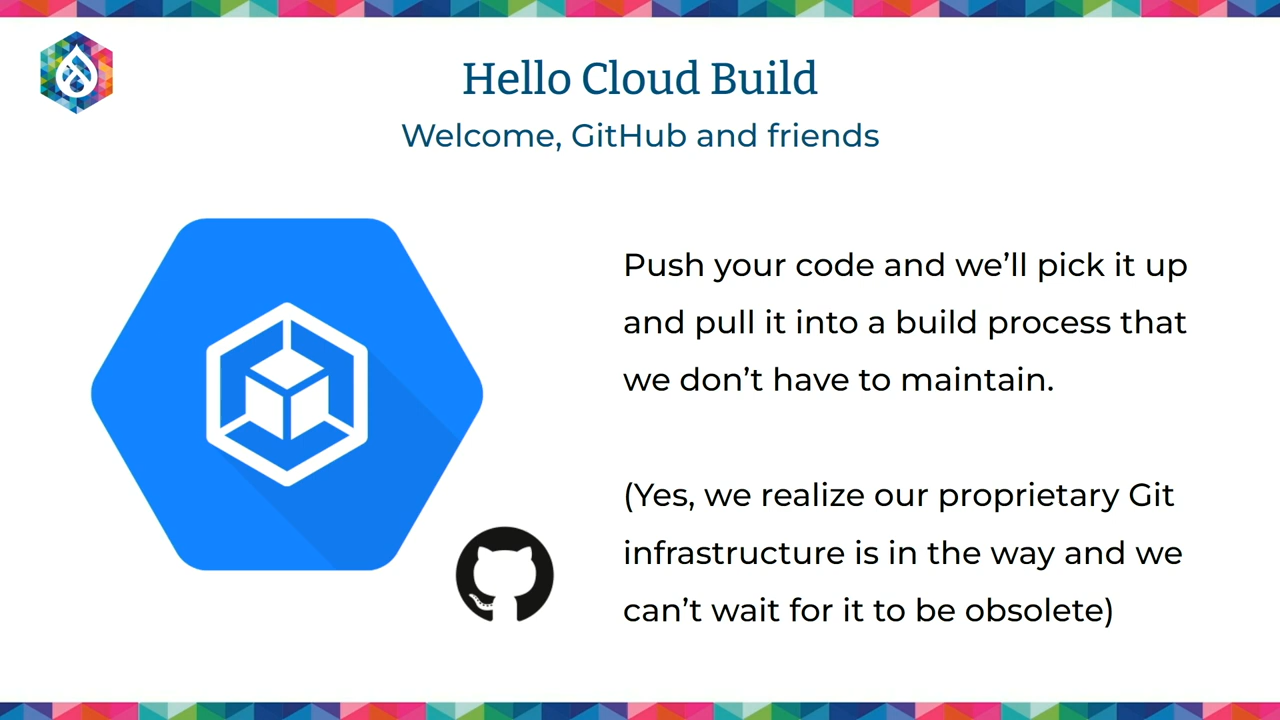 Hello Cloud Build
Welcome, GitHub and friends
Push your code and we’ll pick it up
and pull it into a build process that
we don’t have to maintain.
(Yes, we realize our proprietary Git
infrastructure is in the way and we
can’t wait for it to be obsolete)